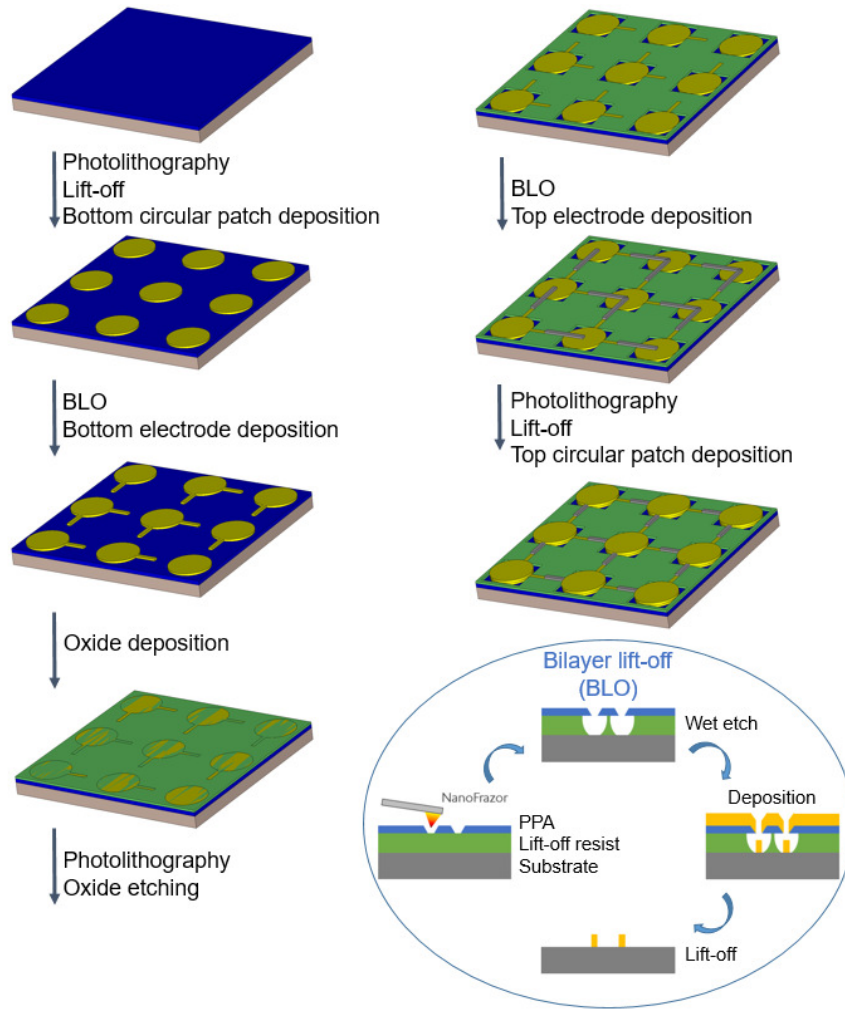 Photolithography
Lift-off
Bottom circular patch deposition
BLO
Bottom electrode deposition
Oxide deposition
Photolithography
Oxide etching
BLO
Top electrode deposition
Photolithography
Lift-off
Top circular patch deposition
Bilayer lift-off
(BLO)
Wet etch
NanoFrazor
PPA
Lift-off resist
Substrate
Deposition
Lift-off